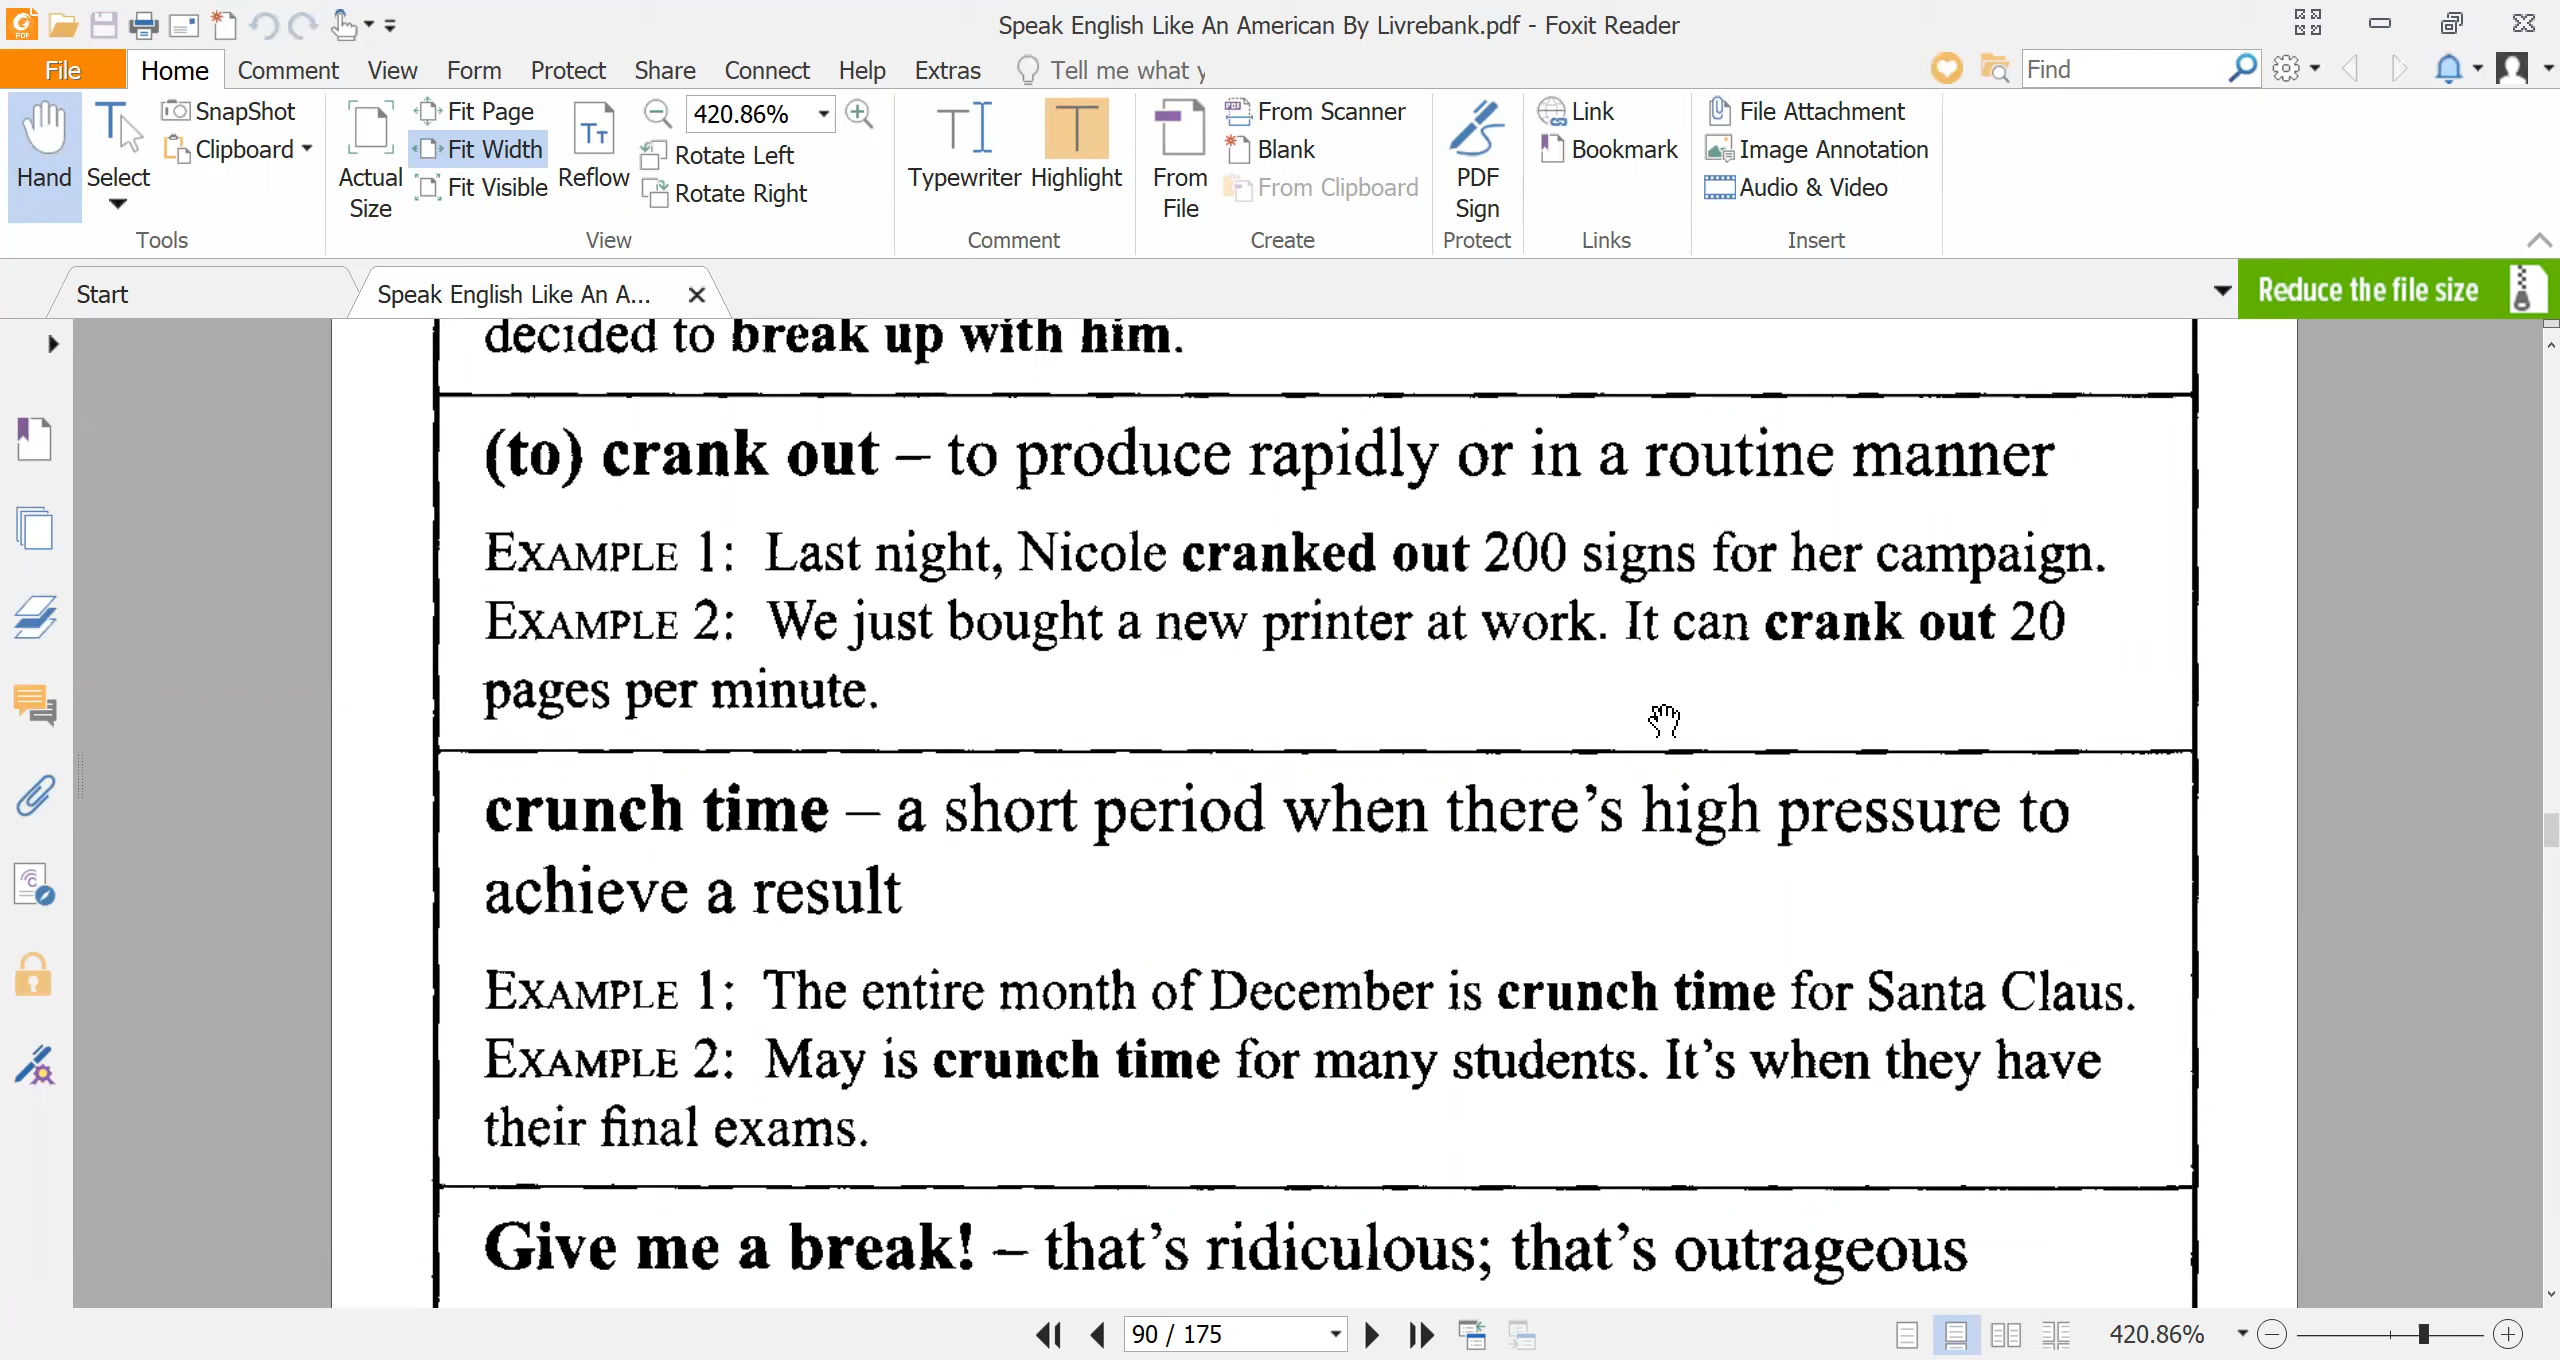 Speak English Like An American By Livrebank.pdf - Foxit Reader
File Home Comment View Form Protect Share Connect Help Extras Tell me what y Find
Hand Select SnapShot Clipboard
Actual Size Fit Page Fit Width Fit Visible Reflow 420.86% Rotate Left Rotate Right
Typewriter Highlight
From File From Scanner Blank From Clipboard
PDF Sign
Link Bookmark
File Attachment Image Annotation Audio & Video
Tools View Comment Create Protect Links Insert
Start Speak English Like An A... Reduce the file size
decided to break up with him.
(to) crank out – to produce rapidly or in a routine manner
EXAMPLE 1: Last night, Nicole cranked out 200 signs for her campaign.
EXAMPLE 2: We just bought a new printer at work. It can crank out 20
pages per minute.
crunch time – a short period when there's high pressure to
achieve a result
EXAMPLE 1: The entire month of December is crunch time for Santa Claus.
EXAMPLE 2: May is crunch time for many students. It's when they have
their final exams.
Give me a break! – that's ridiculous; that's outrageous
90 / 175 420.86%